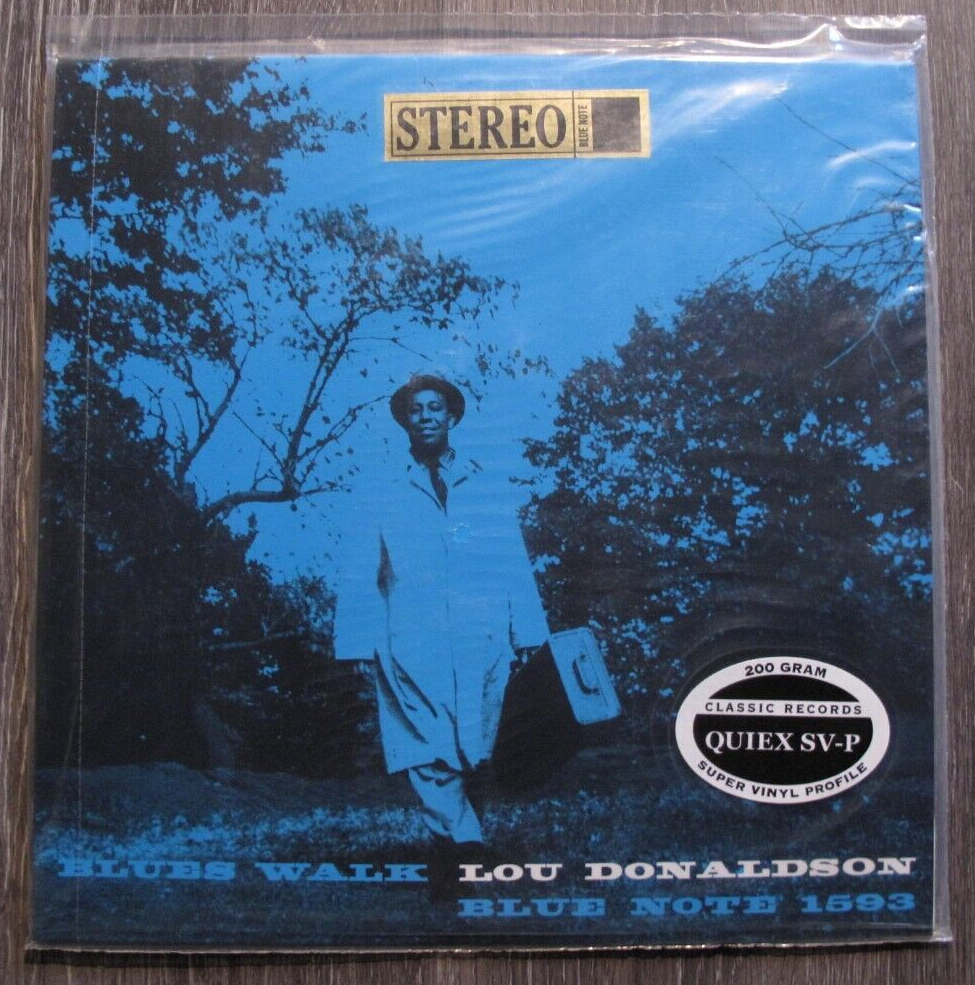 STEREO
BLUE NOTE
200 GRAM
CLASSIC RECORDS
QUIEX SV-P
SUPER VINYL PROFILE
BLUES WALK LOU DONALDSON
BLUE NOTE 1593